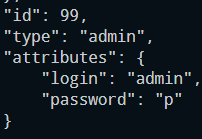 },
"id": 99,
"type": "admin",
"attributes": {
"login": "admin",
"password": "p"
}